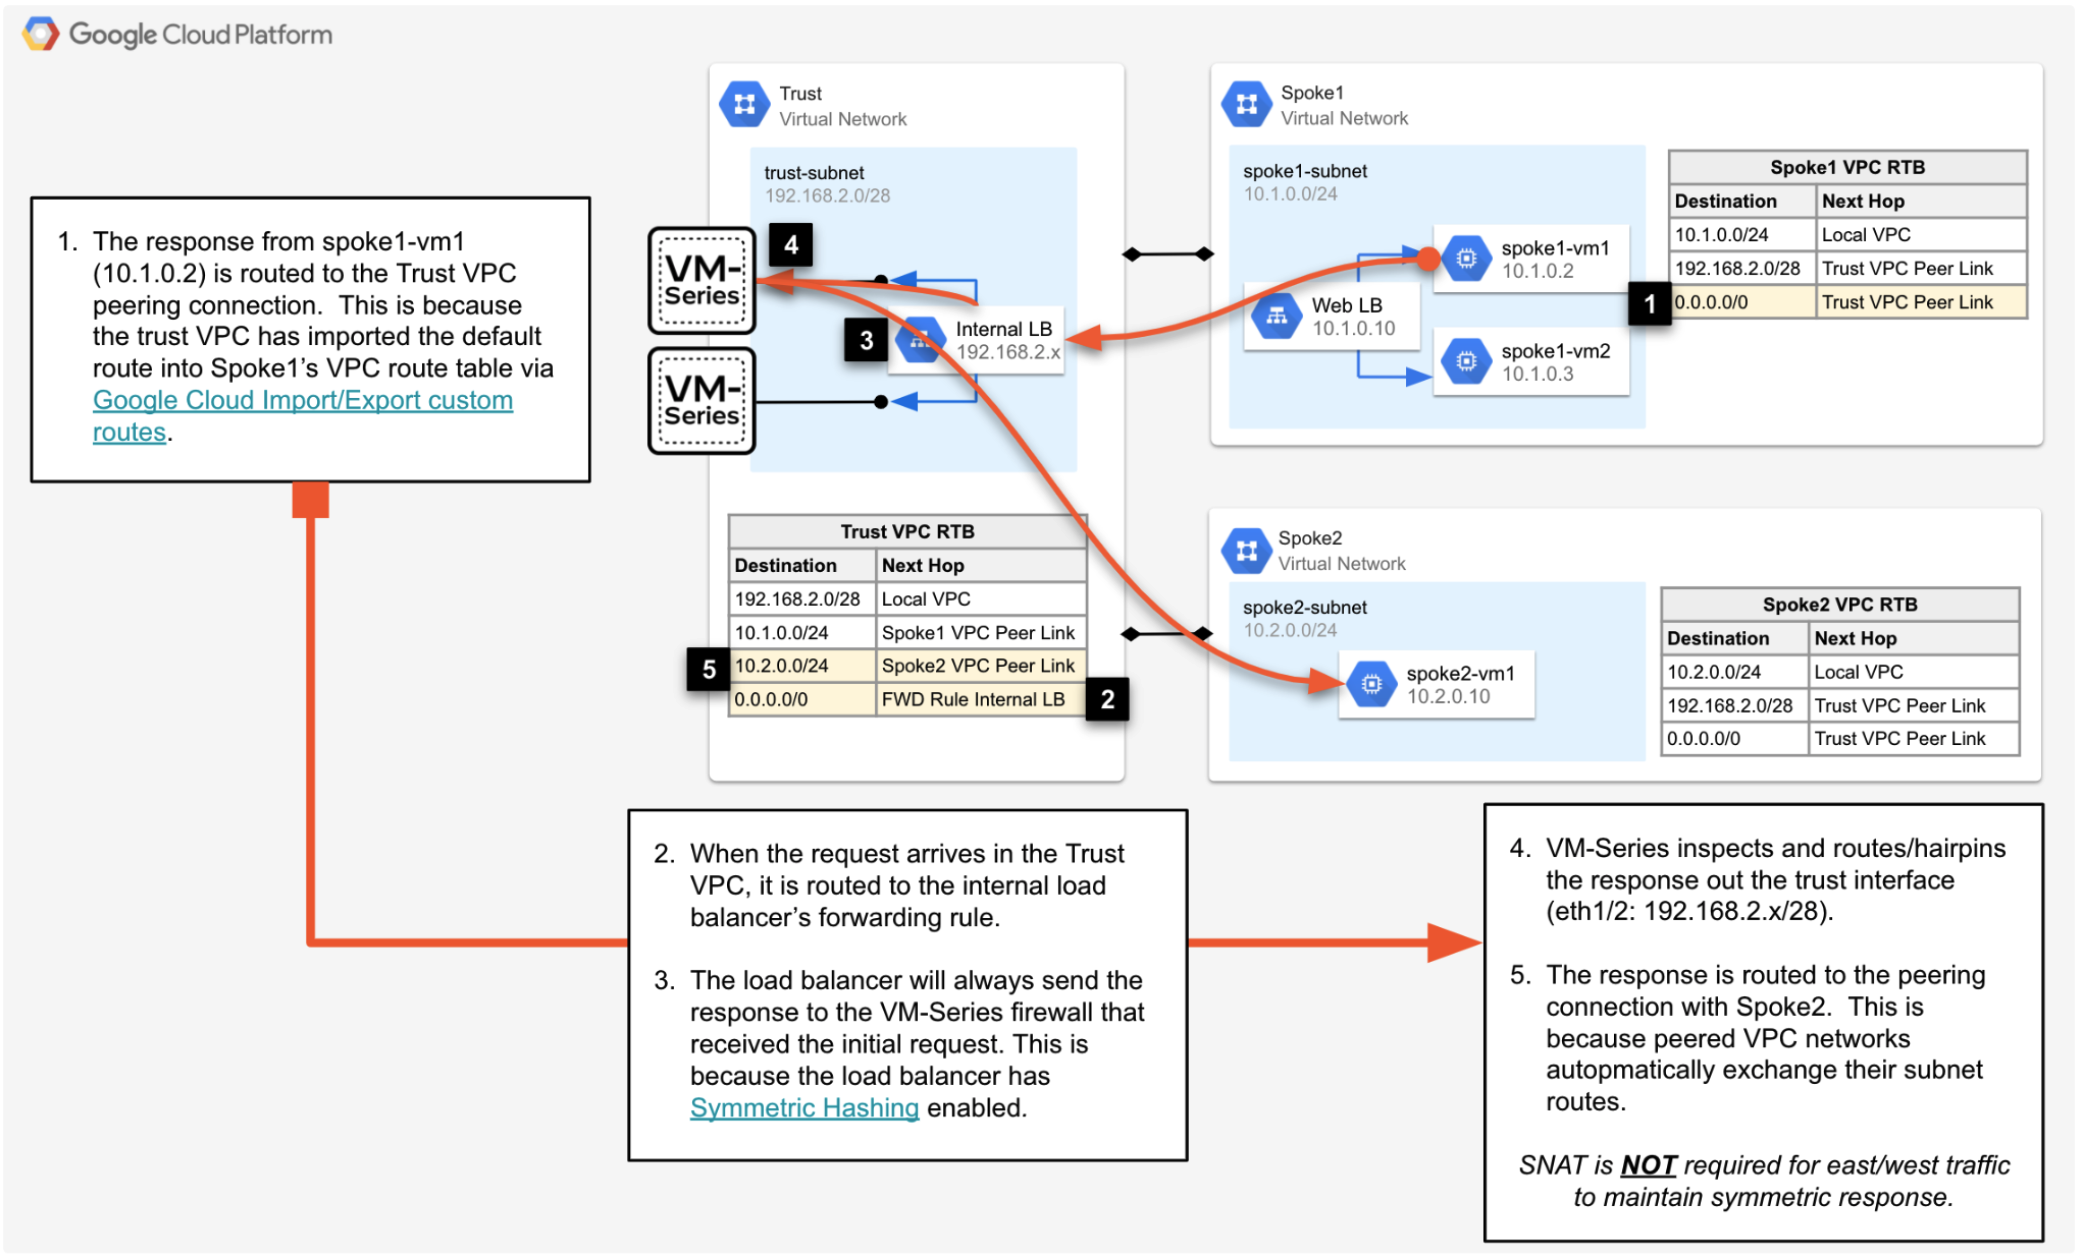 Google Cloud Platform
Trust
Virtual Network
trust-subnet
192.168.2.0/28
VM-
Series
4
3
Internal LB
192.168.2.x
VM-
Series
Trust VPC RTB
Destination Next Hop
192.168.2.0/28 Local VPC
10.1.0.0/24 Spoke1 VPC Peer Link
5 10.2.0.0/24 Spoke2 VPC Peer Link
0.0.0.0/0 FWD Rule Internal LB 2
Spoke1
Virtual Network
spoke1-subnet
10.1.0.0/24
spoke1-vm1
10.1.0.2
Web LB
10.1.0.10
spoke1-vm2
10.1.0.3
Spoke1 VPC RTB
Destination Next Hop
10.1.0.0/24 Local VPC
192.168.2.0/28 Trust VPC Peer Link
1 0.0.0.0/0 Trust VPC Peer Link
Spoke2
Virtual Network
spoke2-subnet
10.2.0.0/24
spoke2-vm1
10.2.0.10
Spoke2 VPC RTB
Destination Next Hop
10.2.0.0/24 Local VPC
192.168.2.0/28 Trust VPC Peer Link
0.0.0.0/0 Trust VPC Peer Link
1. The response from spoke1-vm1
(10.1.0.2) is routed to the Trust VPC
peering connection. This is because
the trust VPC has imported the default
route into Spoke1's VPC route table via
Google Cloud Import/Export custom
routes.
2. When the request arrives in the Trust
VPC, it is routed to the internal load
balancer's forwarding rule.
3. The load balancer will always send the
response to the VM-Series firewall that
received the initial request. This is
because the load balancer has
Symmetric Hashing enabled.
4. VM-Series inspects and routes/hairpins
the response out the trust interface
(eth1/2: 192.168.2.x/28).
5. The response is routed to the peering
connection with Spoke2. This is
because peered VPC networks
autopmatically exchange their subnet
routes.
SNAT is NOT required for east/west traffic
to maintain symmetric response.